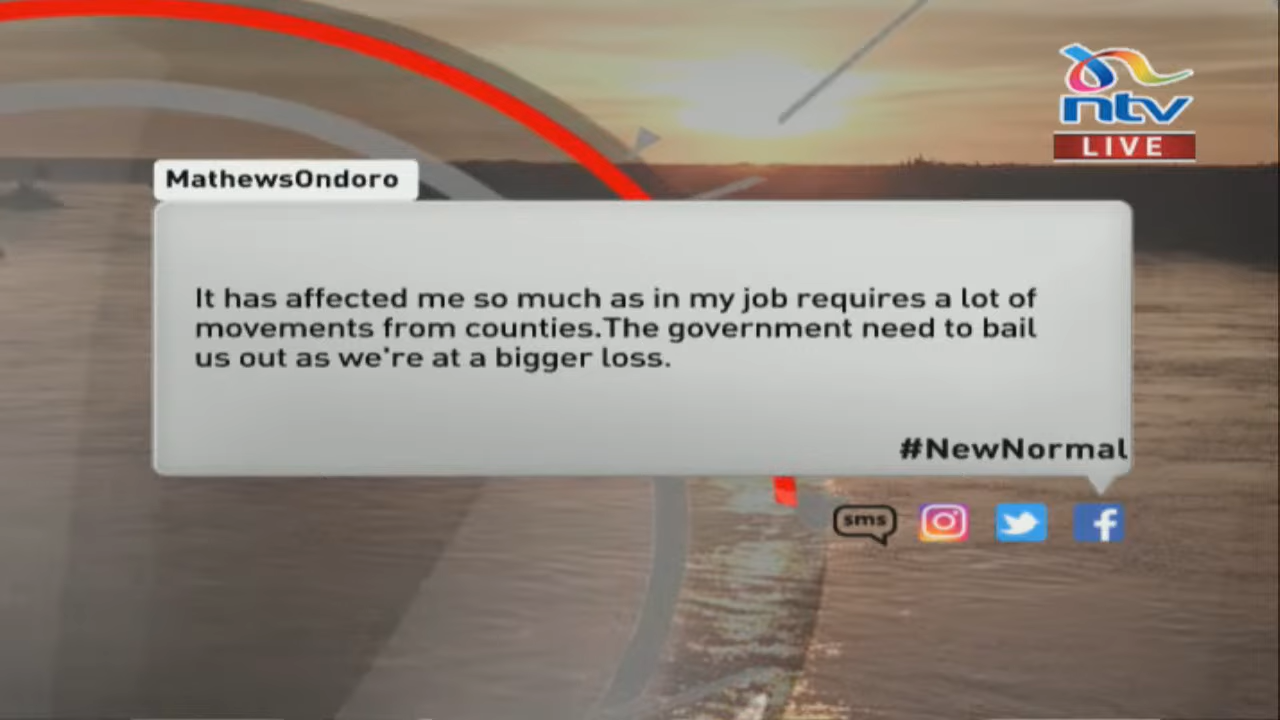 ntv
LIVE
MathewsOndoro
It has affected me so much as in my job requires a lot of
movements from counties.The government need to bail
us out as we're at a bigger loss.
#NewNormal
sms